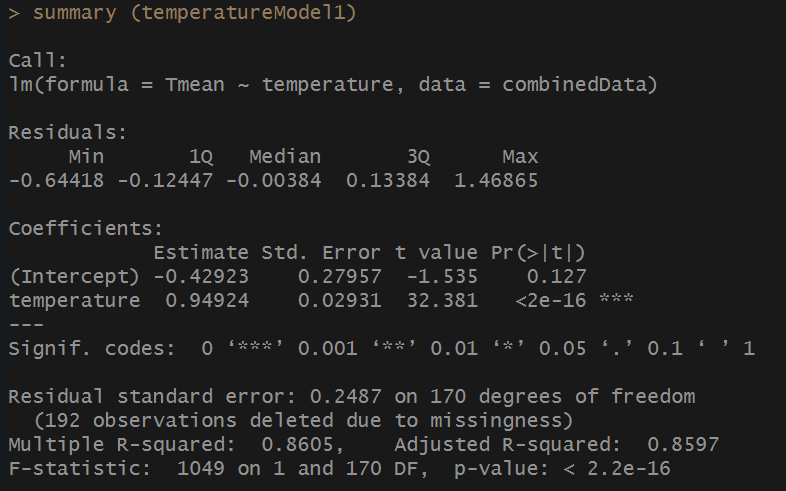 > summary (temperatureModel1)
Call:
lm(formula = Tmean ~ temperature, data = combinedData)
Residuals:
     Min       1Q   Median       3Q      Max
-0.64418 -0.12447 -0.00384  0.13384  1.46865
Coefficients:
            Estimate Std. Error t value Pr(>|t|)
(Intercept) -0.42923    0.27957  -1.535    0.127
temperature  0.94924    0.02931  32.381   <2e-16 ***
---
Signif. codes:  0 ‘***’ 0.001 ‘**’ 0.01 ‘*’ 0.05 ‘.’ 0.1 ‘ ’ 1
Residual standard error: 0.2487 on 170 degrees of freedom
  (192 observations deleted due to missingness)
Multiple R-squared:  0.8605,    Adjusted R-squared:  0.8597
F-statistic:  1049 on 1 and 170 DF,  p-value: < 2.2e-16